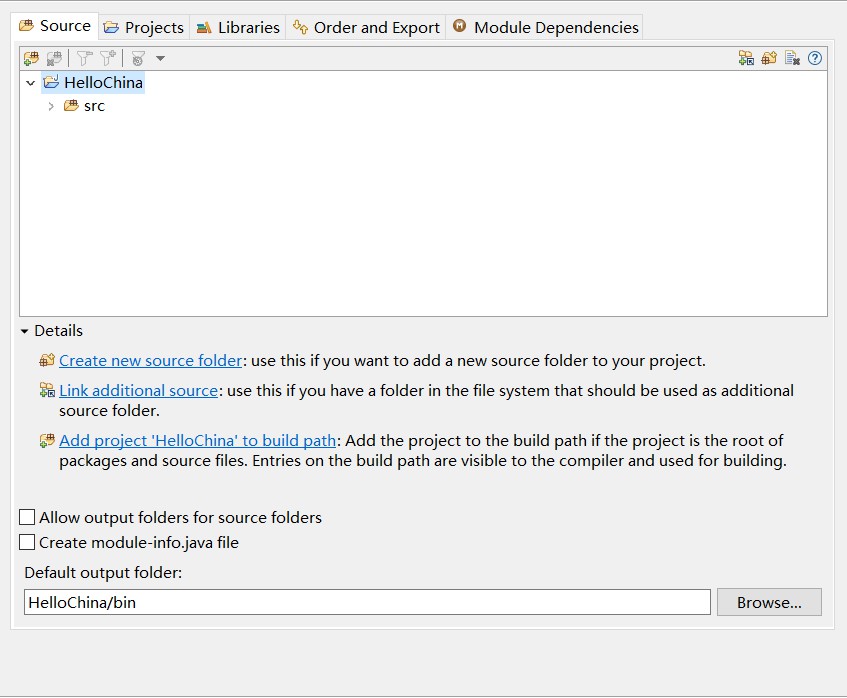 Source Projects Libraries Order and Export Module Dependencies
HelloChina
src
Details
Create new source folder: use this if you want to add a new source folder to your project.
Link additional source: use this if you have a folder in the file system that should be used as additional
source folder.
Add project 'HelloChina' to build path: Add the project to the build path if the project is the root of
packages and source files. Entries on the build path are visible to the compiler and used for building.
Allow output folders for source folders
Create module-info.java file
Default output folder:
HelloChina/bin Browse...